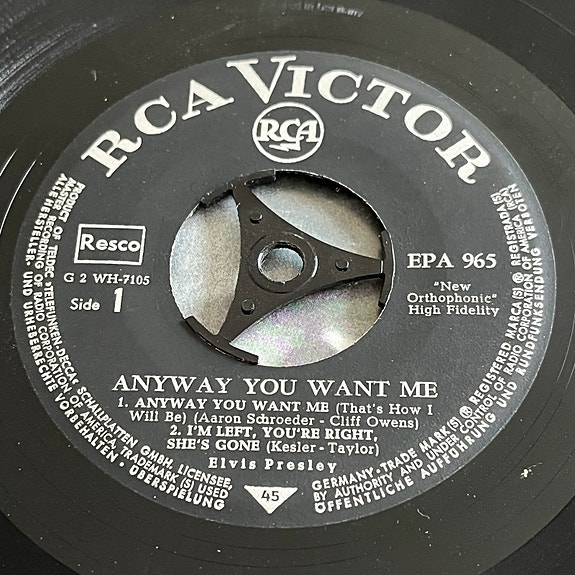 RCA VICTOR
RCA
Resco
G 2 WH-7105
Side 1
EPA 965
"New
Orthophonic"
High Fidelity
ANYWAY YOU WANT ME
1. ANYWAY YOU WANT ME (That's How I
Will Be) (Aaron Schroeder - Cliff Owens)
2. I'M LEFT, YOU'RE RIGHT,
SHE'S GONE (Kesler - Taylor)
Elvis Presley
45
PRODUCT OF TELDEC »TELEFUNKEN-DECCA« SCHALLPLATTEN GMBH, LICENSEE,
MASTER RECORDING OF RADIO CORPORATION OF AMERICA, TRADEMARK (S) USED
ALLE HERSTELLER- UND URHEBERRECHTE VORBEHALTEN · ÜBERSPIELUNG
GERMANY · TRADE MARK (S) ® REGISTERED · MARCA (S) ® REGISTRADA (S)
BY AUTHORITY AND UNDER CONTROL OF RADIO CORPORATION OF AMERICA (RCA)
ÖFFENTLICHE AUFFÜHRUNG UND RUNDFUNKSENDUNG VERBOTEN